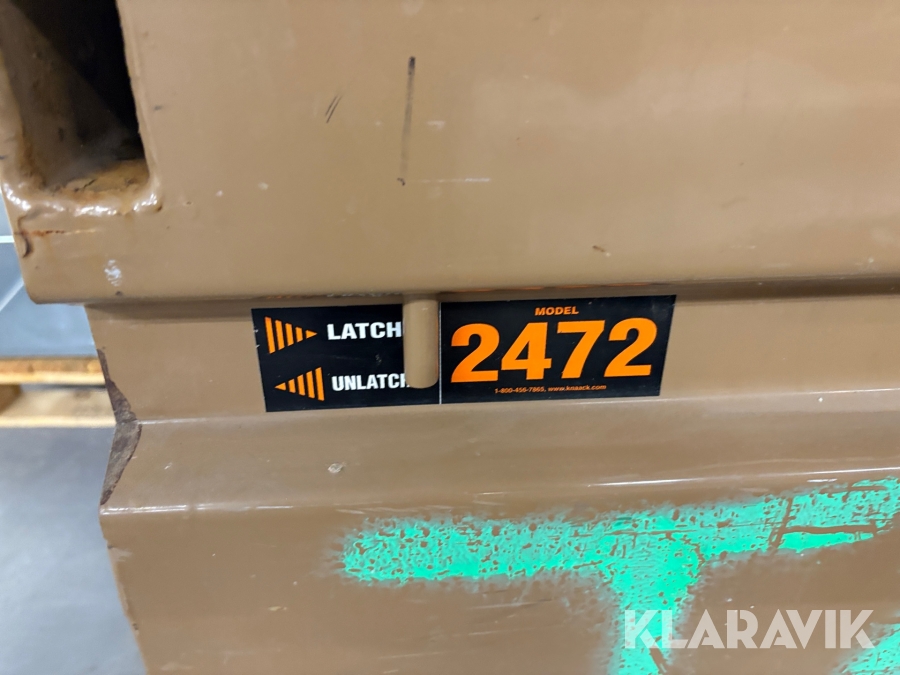 LATCH
UNLATCH
MODEL
2472
1-800-456-7865, www.knaack.com
KLARAVIK